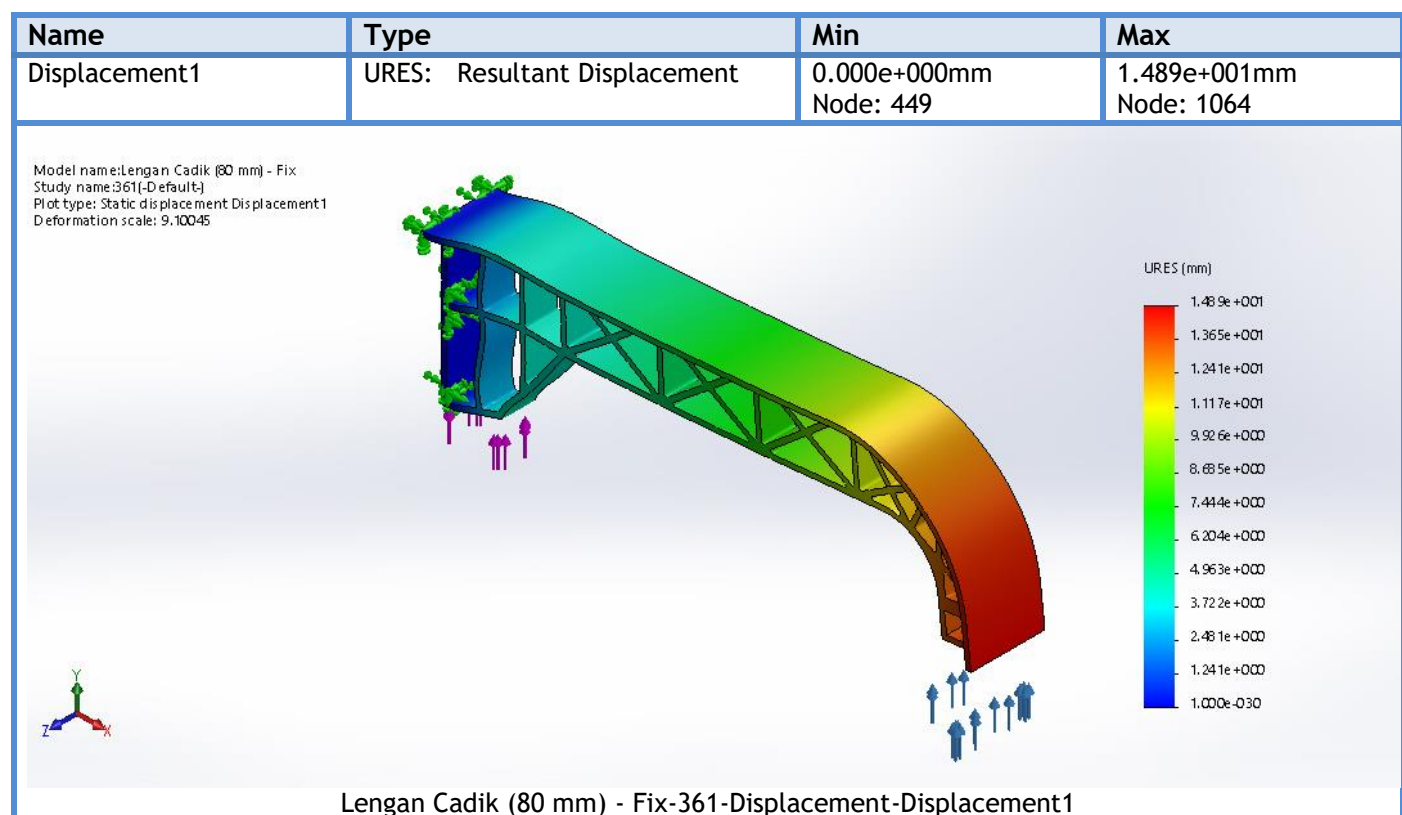 Name Type Min Max
Displacement1 URES: Resultant Displacement 0.000e+000mm 1.489e+001mm
Node: 449 Node: 1064
Model name:Lengan Cadik (80 mm) - Fix
Study name:361(-Default-)
Plot type: Static displacement Displacement1
Deformation scale: 9.10045
URES (mm)
1.489e+001
1.365e+001
1.241e+001
1.117e+001
9.926e+000
8.685e+000
7.444e+000
6.204e+000
4.963e+000
3.722e+000
2.481e+000
1.241e+000
1.000e-030
Y
Z X
Lengan Cadik (80 mm) - Fix-361-Displacement-Displacement1